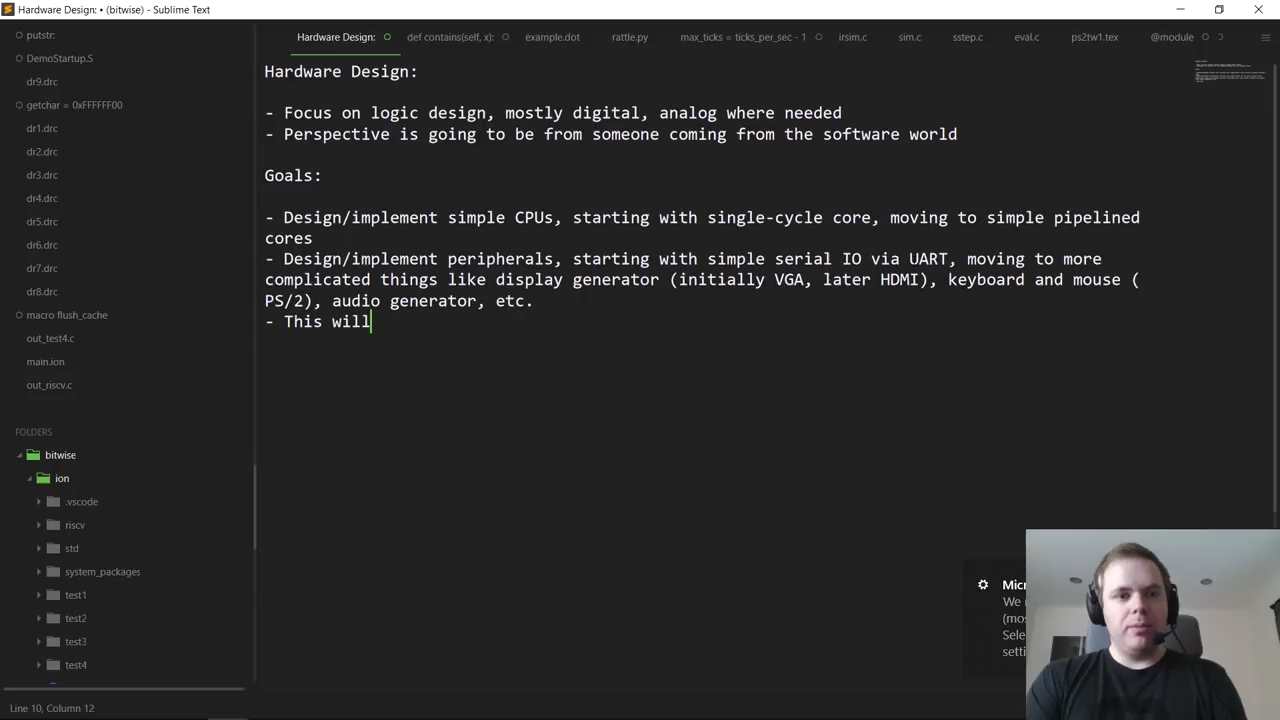 Hardware Design: • (bitwise) - Sublime Text
putstr:
DemoStartup.S
dr9.drc
getchar = 0xFFFFFF00
dr1.drc
dr2.drc
dr3.drc
dr4.drc
dr5.drc
dr6.drc
dr7.drc
dr8.drc
macro flush_cache
out_test4.c
main.ion
out_riscv.c
FOLDERS
bitwise
ion
.vscode
riscv
std
system_packages
test1
test2
test3
test4
Hardware Design:
def contains(self, x):
example.dot
rattle.py
max_ticks = ticks_per_sec - 1
irsim.c
sim.c
sstep.c
eval.c
ps2tw1.tex
@module
Hardware Design:
- Focus on logic design, mostly digital, analog where needed
- Perspective is going to be from someone coming from the software world
Goals:
- Design/implement simple CPUs, starting with single-cycle core, moving to simple pipelined
cores
- Design/implement peripherals, starting with simple serial IO via UART, moving to more
complicated things like display generator (initially VGA, later HDMI), keyboard and mouse (
PS/2), audio generator, etc.
- This will
We
(mos
Sele
setti
Line 10, Column 12